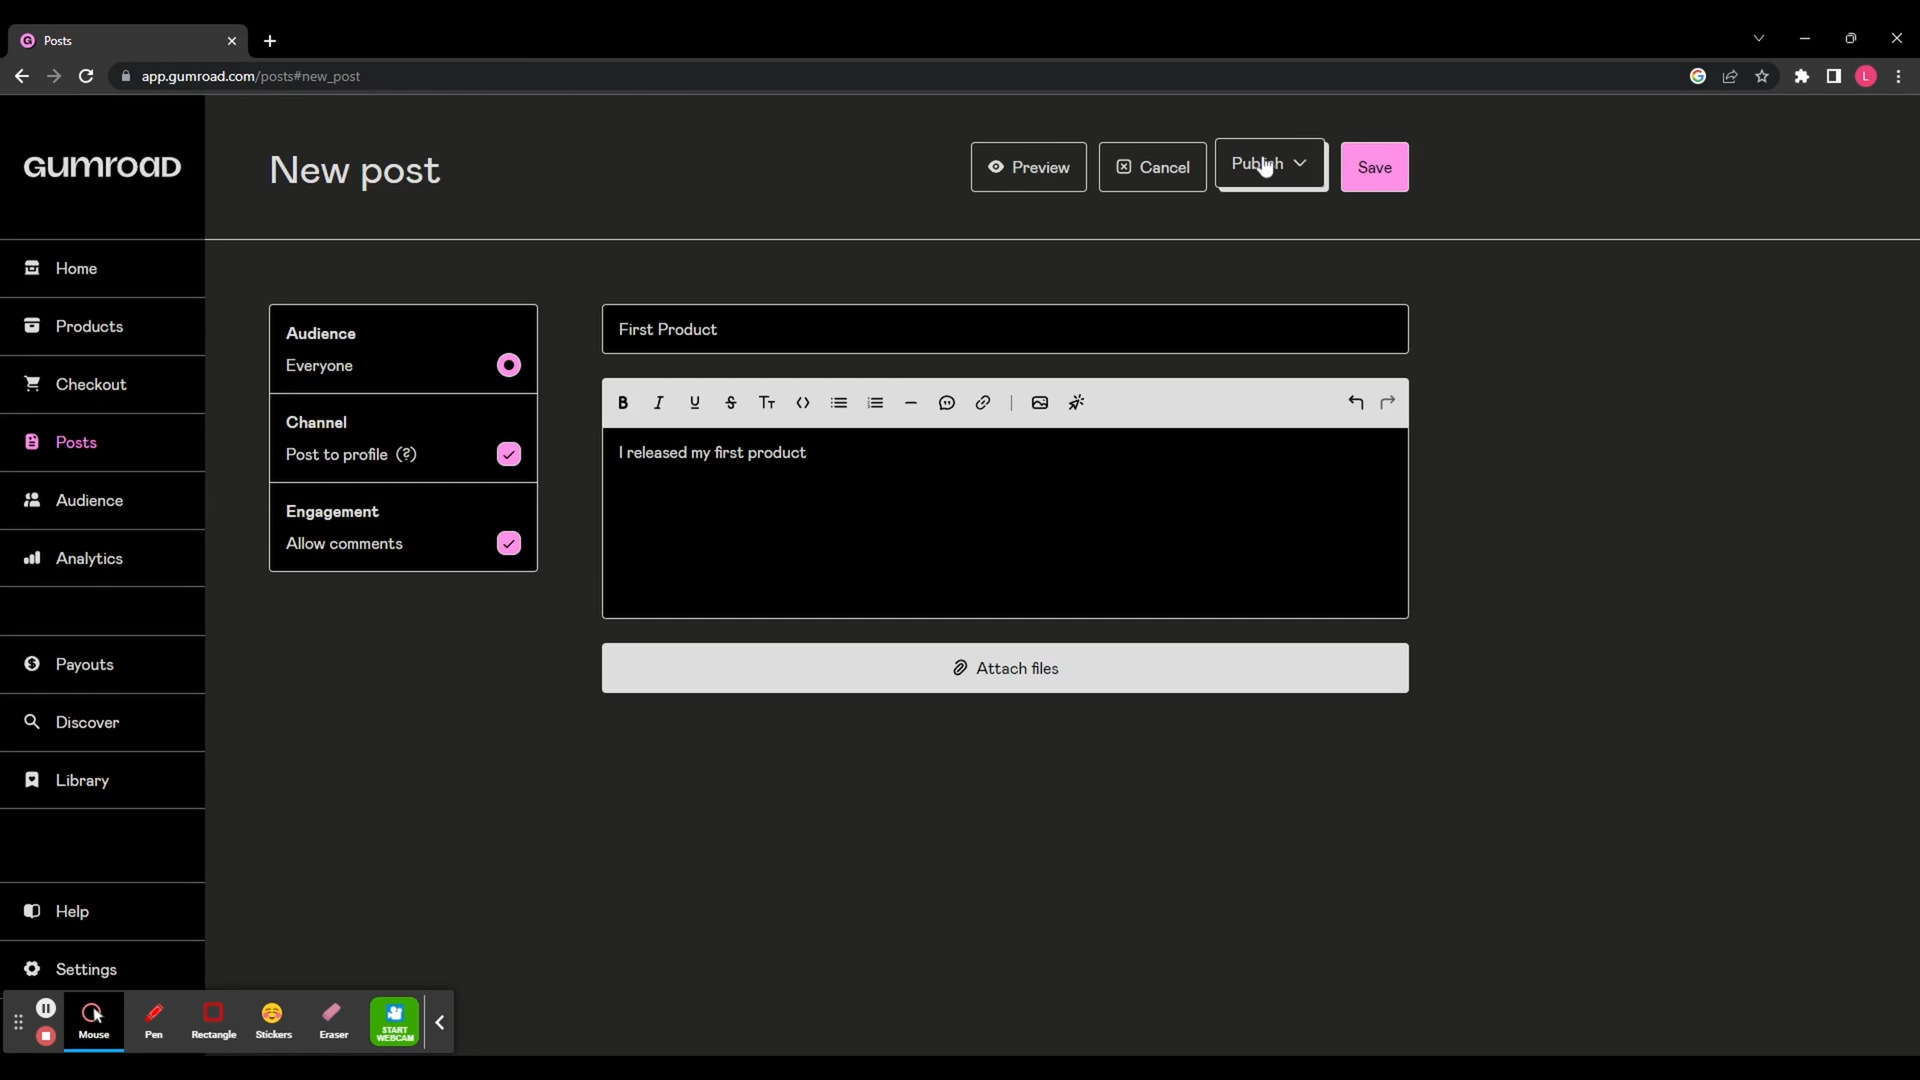 Posts
app.gumroad.com/posts#new_post
L
GUMROAD
New post
Preview
Cancel
Publish
Save
Home
Products
Checkout
Posts
Audience
Analytics
Payouts
Discover
Library
Help
Settings
Audience
Everyone
Channel
Post to profile (?)
Engagement
Allow comments
First Product
B I U S TT
I released my first product
Attach files
Mouse
Pen
Rectangle
Stickers
Eraser
START
WEBCAM